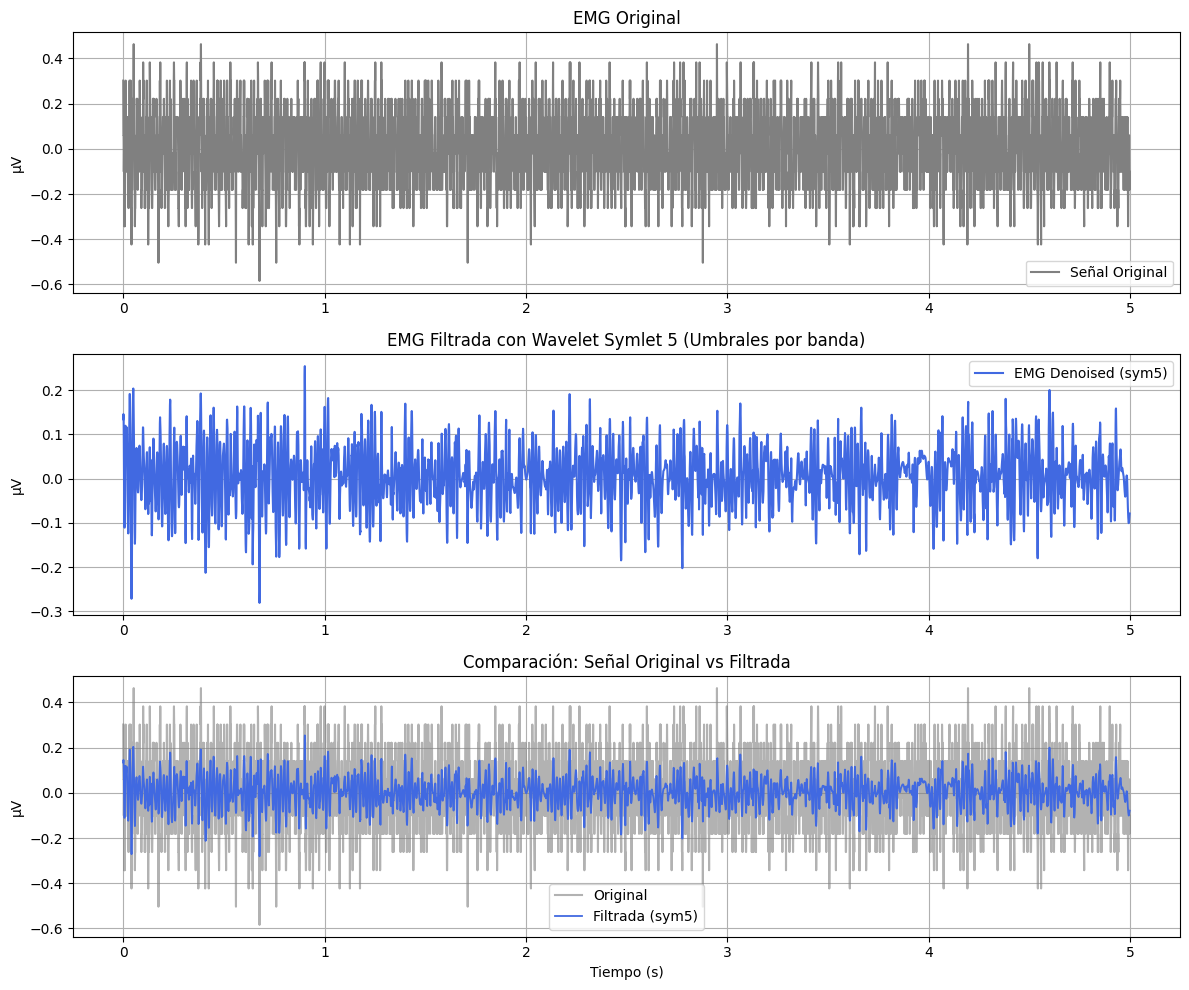 EMG Original
0.4
0.2
0.0
−0.2
−0.4
−0.6
µV
Señal Original
0 1 2 3 4 5
EMG Filtrada con Wavelet Symlet 5 (Umbrales por banda)
0.2
0.1
0.0
−0.1
−0.2
−0.3
µV
EMG Denoised (sym5)
0 1 2 3 4 5
Comparación: Señal Original vs Filtrada
0.4
0.2
0.0
−0.2
−0.4
−0.6
µV
Original
Filtrada (sym5)
0 1 2 3 4 5
Tiempo (s)